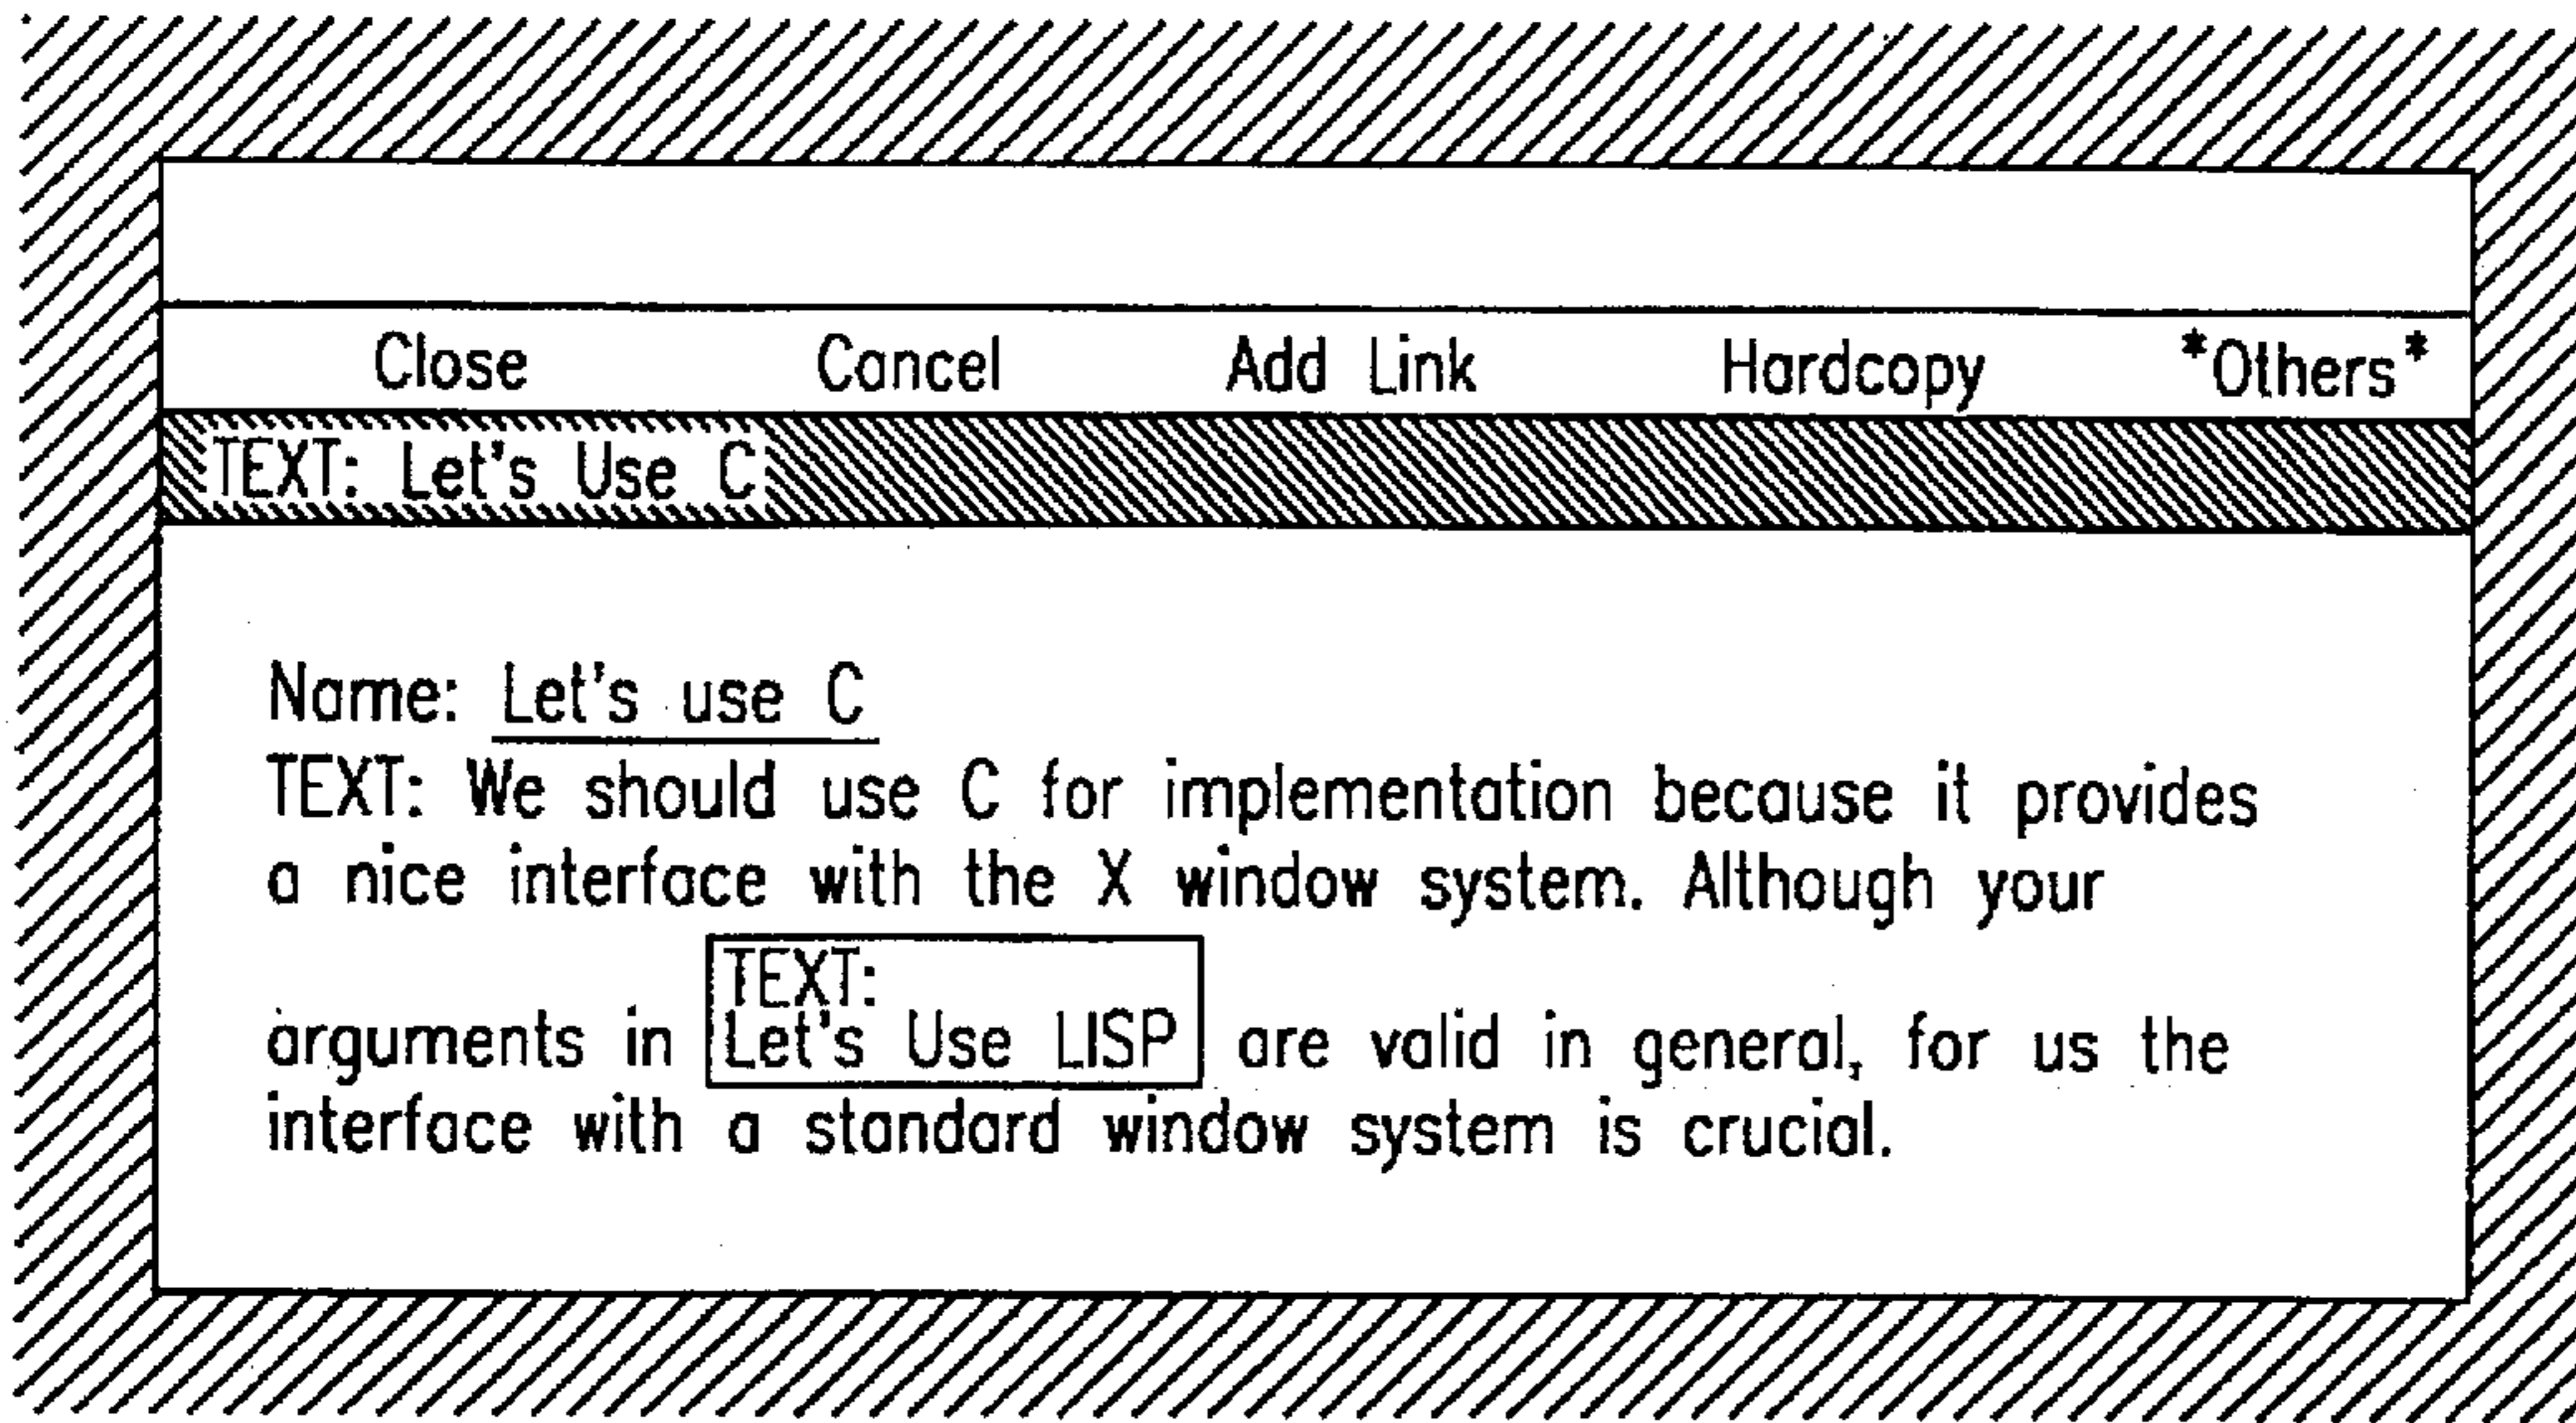 Close Cancel Add Link Hardcopy *Others*
TEXT: Let's Use C
Name: Let's use C
TEXT: We should use C for implementation because it provides
a nice interface with the X window system. Although your
TEXT:
arguments in Let's Use LISP are valid in general, for us the
interface with a standard window system is crucial.